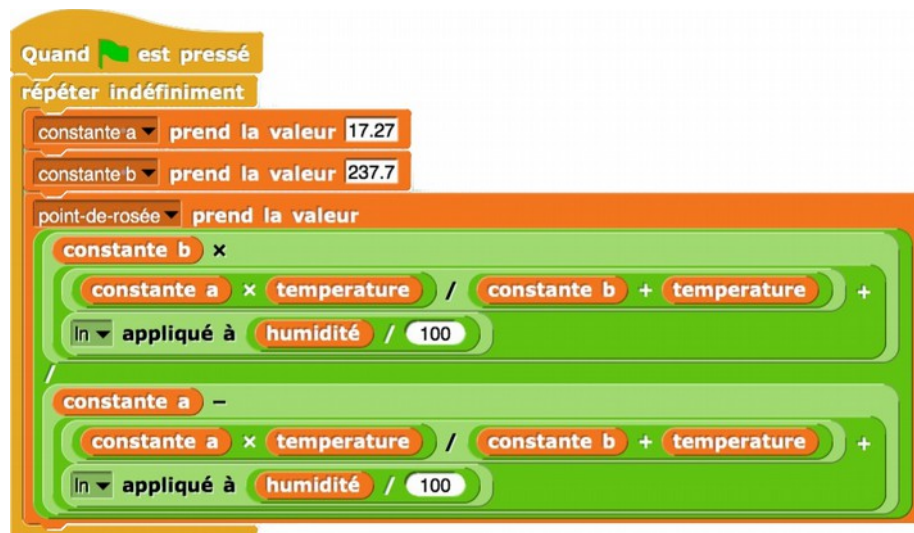 Quand est pressé
répéter indéfiniment
constante a prend la valeur 17.27
constante b prend la valeur 237.7
point-de-rosée prend la valeur
constante b ×
constante a × temperature / constante b + temperature +
ln appliqué à humidité / 100
/
constante a −
constante a × temperature / constante b + temperature +
ln appliqué à humidité / 100